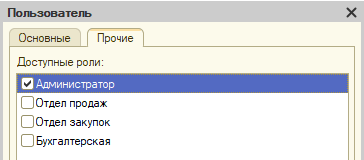 Пользователь
Основные Прочие
Доступные роли:
Администратор
Отдел продаж
Отдел закупок
Бухгалтерская